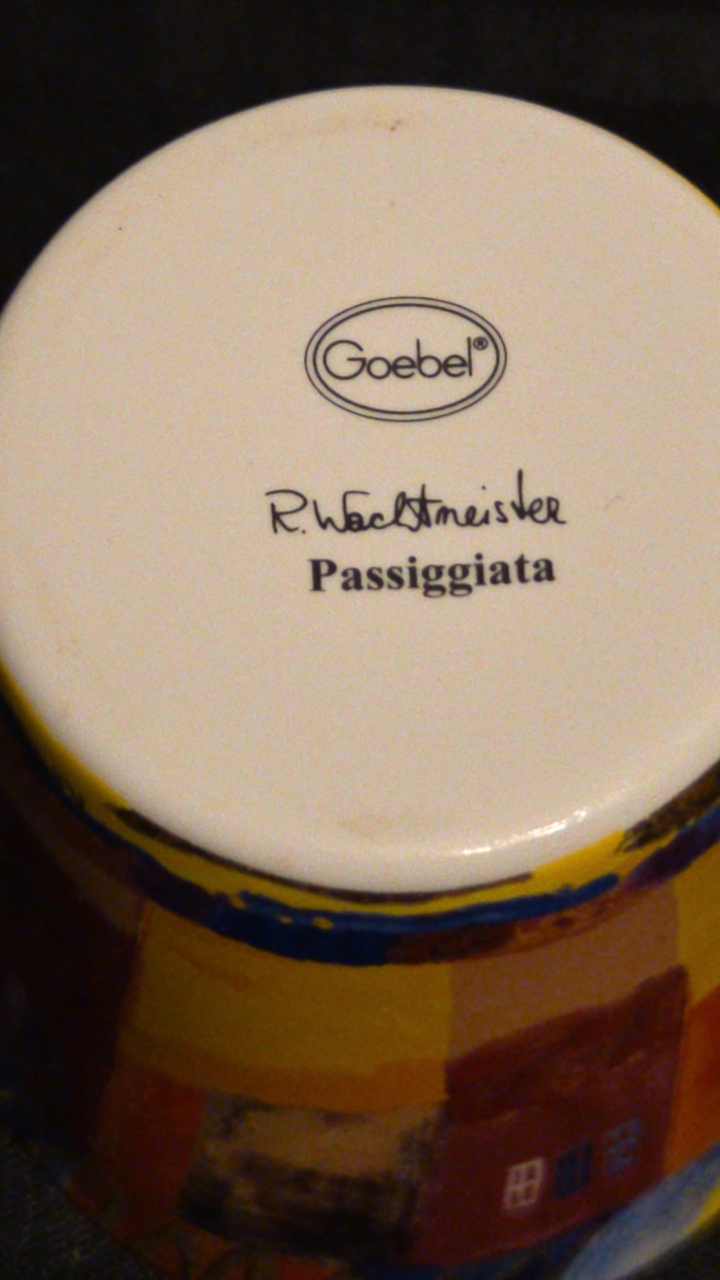 Goebel®
R. Wachtmeister
Passiggiata